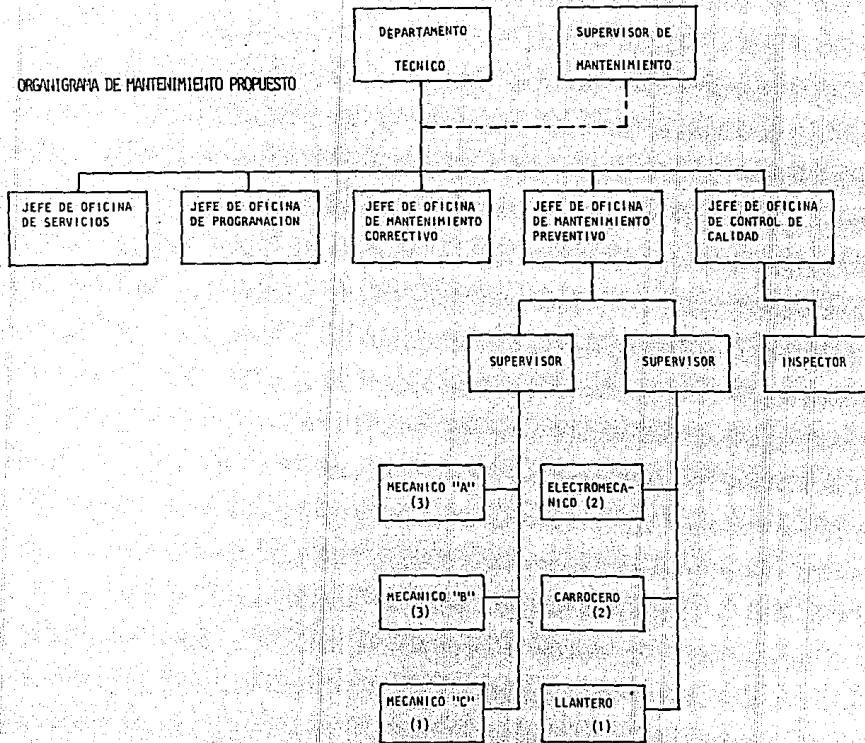 DEPARTAMENTO
TECNICO
SUPERVISOR DE
MANTENIMIENTO
ORGANIGRAMA DE MANTENIMIENTO PROPUESTO
JEFE DE OFICINA
DE SERVICIOS
JEFE DE OFICINA
DE PROGRAMACION
JEFE DE OFICINA
DE MANTENIMIENTO
CORRECTIVO
JEFE DE OFICINA
DE MANTENIMIENTO
PREVENTIVO
JEFE DE OFICINA
DE CONTROL DE
CALIDAD
SUPERVISOR
SUPERVISOR
INSPECTOR
MECANICO "A"
(3)
ELECTROMECA-
NICO (2)
MECANICO "B"
(3)
CARROCERO
(2)
MECANICO "C"
(1)
LLANTERO
(1)